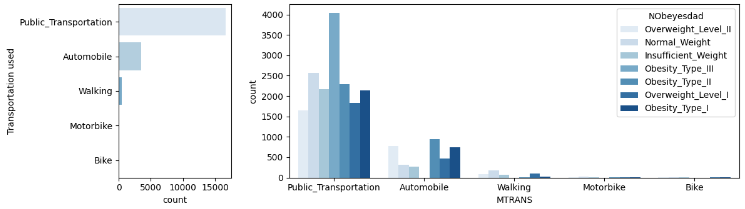 Transportation used
Public_Transportation
Automobile
Walking
Motorbike
Bike
0 5000 10000 15000
count
count
4000
3500
3000
2500
2000
1500
1000
500
0
NObeyesdad
Overweight_Level_II
Normal_Weight
Insufficient_Weight
Obesity_Type_III
Obesity_Type_II
Overweight_Level_I
Obesity_Type_I
Public_Transportation Automobile Walking Motorbike Bike
MTRANS